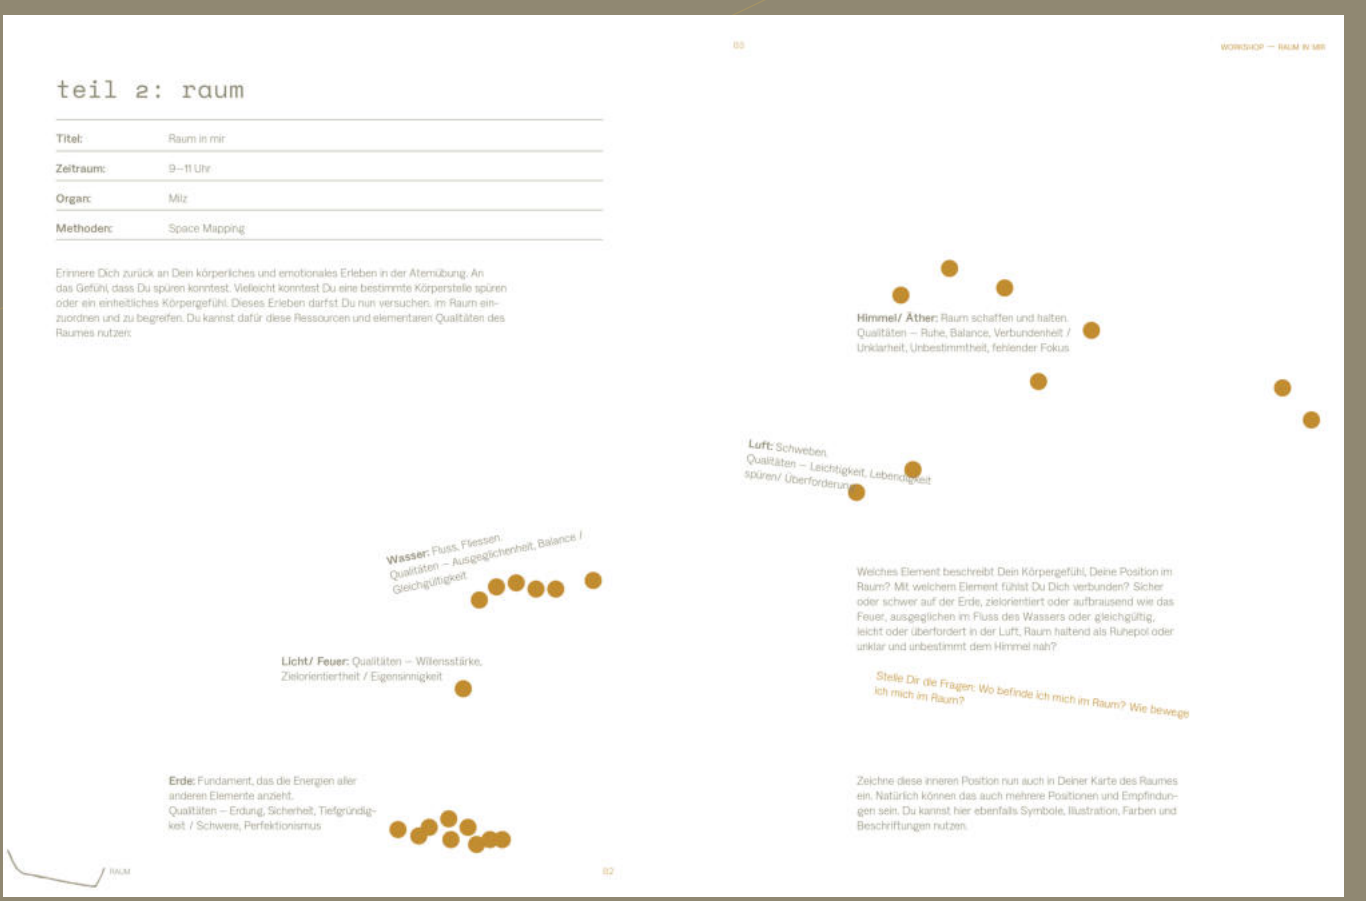 teil 2: raum
Titel: Raum in mir
Zeitraum: 9—11 Uhr
Organ: Milz
Methoden: Space Mapping
Erinnere Dich zurück an Dein körperliches und emotionales Erleben in der Atemübung. An
das Gefühl, dass Du spüren konntest. Vielleicht konntest Du eine bestimmte Körperstelle spüren
oder ein einheitliches Körpergefühl. Dieses Erleben darfst Du nun versuchen. im Raum ein-
zuordnen und zu begreifen. Du kannst dafür diese Ressourcen und elementaren Qualitäten des
Raumes nutzen:
Wasser: Fluss, Fliessen.
Qualitäten — Ausgeglichenheit, Balance /
Gleichgültigkeit
Licht/ Feuer: Qualitäten — Willensstärke,
Zielorientiertheit / Eigensinnigkeit
Erde: Fundament, das die Energien aller
anderen Elemente anzieht.
Qualitäten — Erdung, Sicherheit, Tiefgründig-
keit / Schwere, Perfektionismus
RAUM
82
83
WORKSHOP — RAUM IN MIR
Himmel/ Äther: Raum schaffen und halten.
Qualitäten — Ruhe, Balance, Verbundenheit /
Unklarheit, Unbestimmtheit, fehlender Fokus
Luft: Schweben.
Qualitäten — Leichtigkeit, Lebendigkeit
spüren/ Überforderung
Welches Element beschreibt Dein Körpergefühl, Deine Position im
Raum? Mit welchem Element fühlst Du Dich verbunden? Sicher
oder schwer auf der Erde, zielorientiert oder aufbrausend wie das
Feuer, ausgeglichen im Fluss des Wassers oder gleichgültig,
leicht oder überfordert in der Luft, Raum haltend als Ruhepol oder
unklar und unbestimmt dem Himmel nah?
Stelle Dir die Fragen: Wo befinde ich mich im Raum? Wie bewege
ich mich im Raum?
Zeichne diese inneren Position nun auch in Deiner Karte des Raumes
ein. Natürlich können das auch mehrere Positionen und Empfindun-
gen sein. Du kannst hier ebenfalls Symbole, Illustration, Farben und
Beschriftungen nutzen.